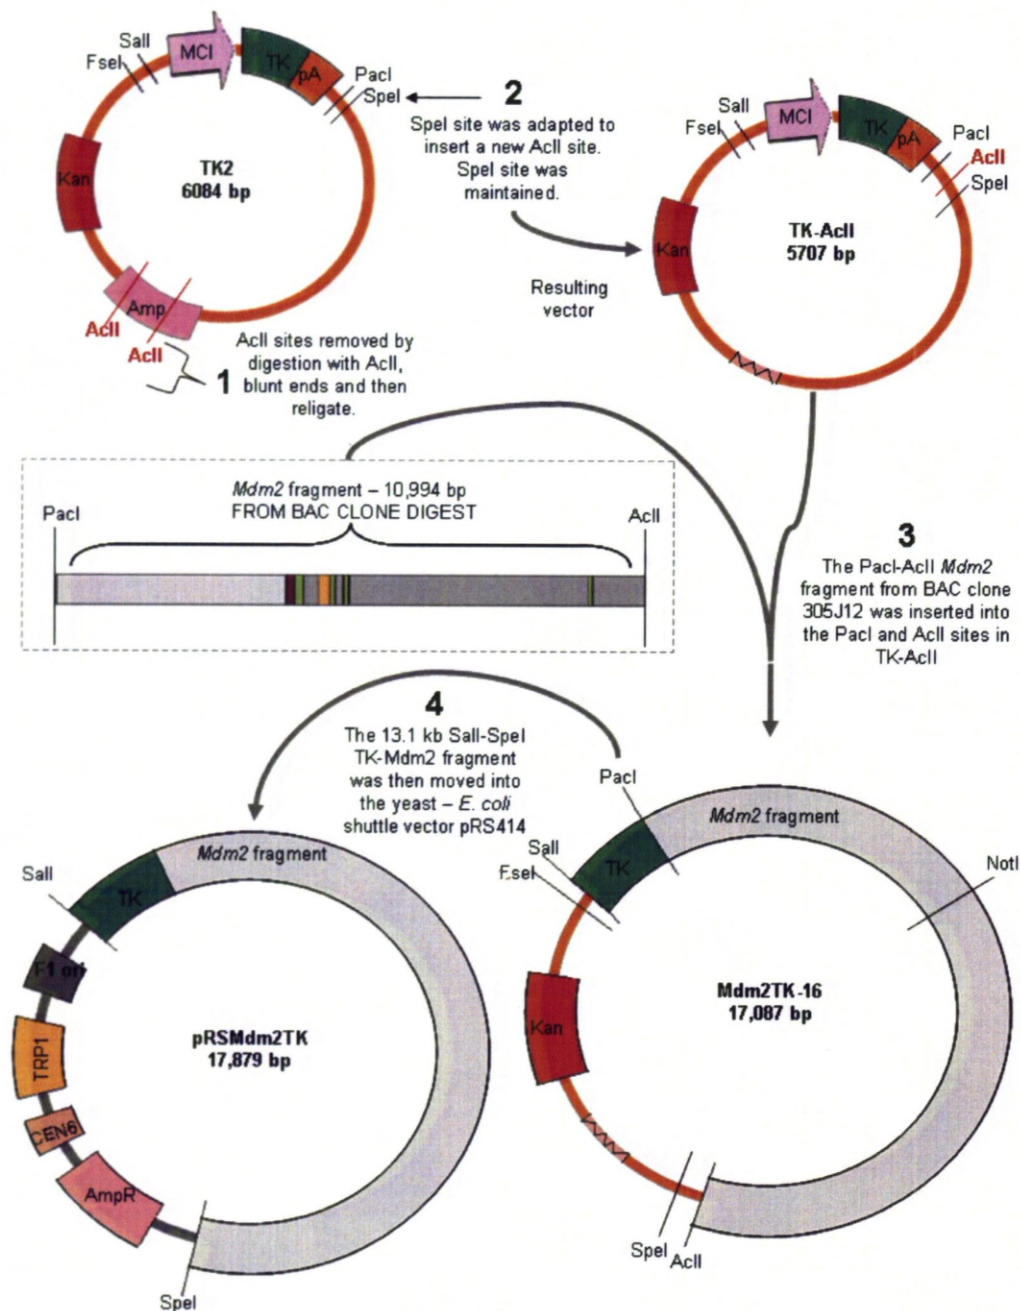 SalI
FseI
MCI
TK
pA
PacI
SpeI
Kan
TK2
6084 bp
Amp
AclI
AclI
2
SpeI site was adapted to
insert a new AclI site.
SpeI site was
maintained.
Resulting
vector
1
AclI sites removed by
digestion with AclI,
blunt ends and then
religate.
SalI
FseI
MCI
TK
pA
PacI
AclI
SpeI
Kan
TK-AclI
5707 bp
Mdm2 fragment – 10,994 bp
FROM BAC CLONE DIGEST
PacI
AclI
3
The PacI-AclI Mdm2
fragment from BAC clone
305J12 was inserted into
the PacI and AclI sites in
TK-AclI
4
The 13.1 kb SalI-SpeI
TK-Mdm2 fragment
was then moved into
the yeast – E. coli
shuttle vector pRS414
Mdm2 fragment
SalI
TK
F1 ori
TRP1
CEN6
AmpR
SpeI
pRSMdm2TK
17,879 bp
PacI
Mdm2 fragment
SalI
FseI
TK
NotI
Kan
Mdm2TK-16
17,087 bp
SpeI
AclI